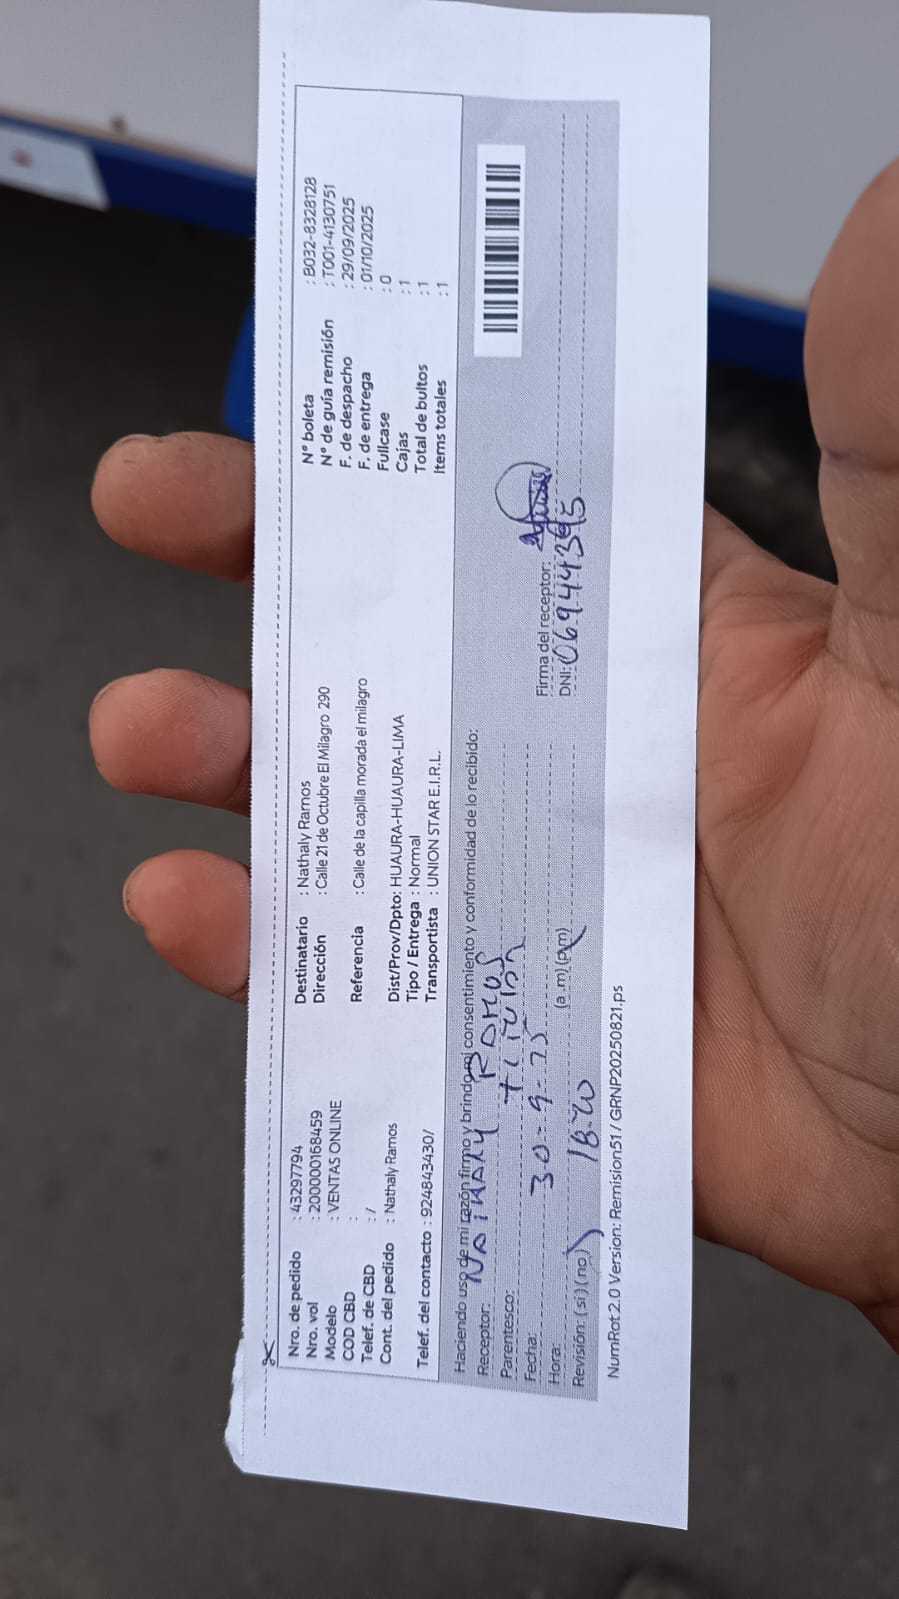 Nro. de pedido : 43297794
Nro. vol : 200000168459
Modelo : VENTAS ONLINE
COD CBD :
Telef. de CBD : /
Cont. del pedido : Nathaly Ramos
Telef. del contacto : 924843430/
Destinatario : Nathaly Ramos
Dirección : Calle 21 de Octubre El Milagro 290
Referencia : Calle de la capilla morada el milagro
Dist/Prov/Dpto: HUAURA-HUAURA-LIMA
Tipo / Entrega : Normal
Transportista : UNION STAR E.I.R.L.
N° boleta : B032-8328128
N° de guía remisión : T001-4130751
F. de despacho : 29/09/2025
F. de entrega : 01/10/2025
Fullcase : 0
Cajas : 1
Total de bultos : 1
Items totales : 1
Haciendo uso de mi razón firmo y brindo mi consentimiento y conformidad de lo recibido:
Receptor: NATHALY RAMOS
Parentesco: titular
Fecha: 30-9-25
Hora: 18:20 (a.m)(p.m)
Revisión: (si)(no)
Firma del receptor:
DNI: 06944395
NumRot:2.0 Version: Remision51 / GRNP20250821.ps